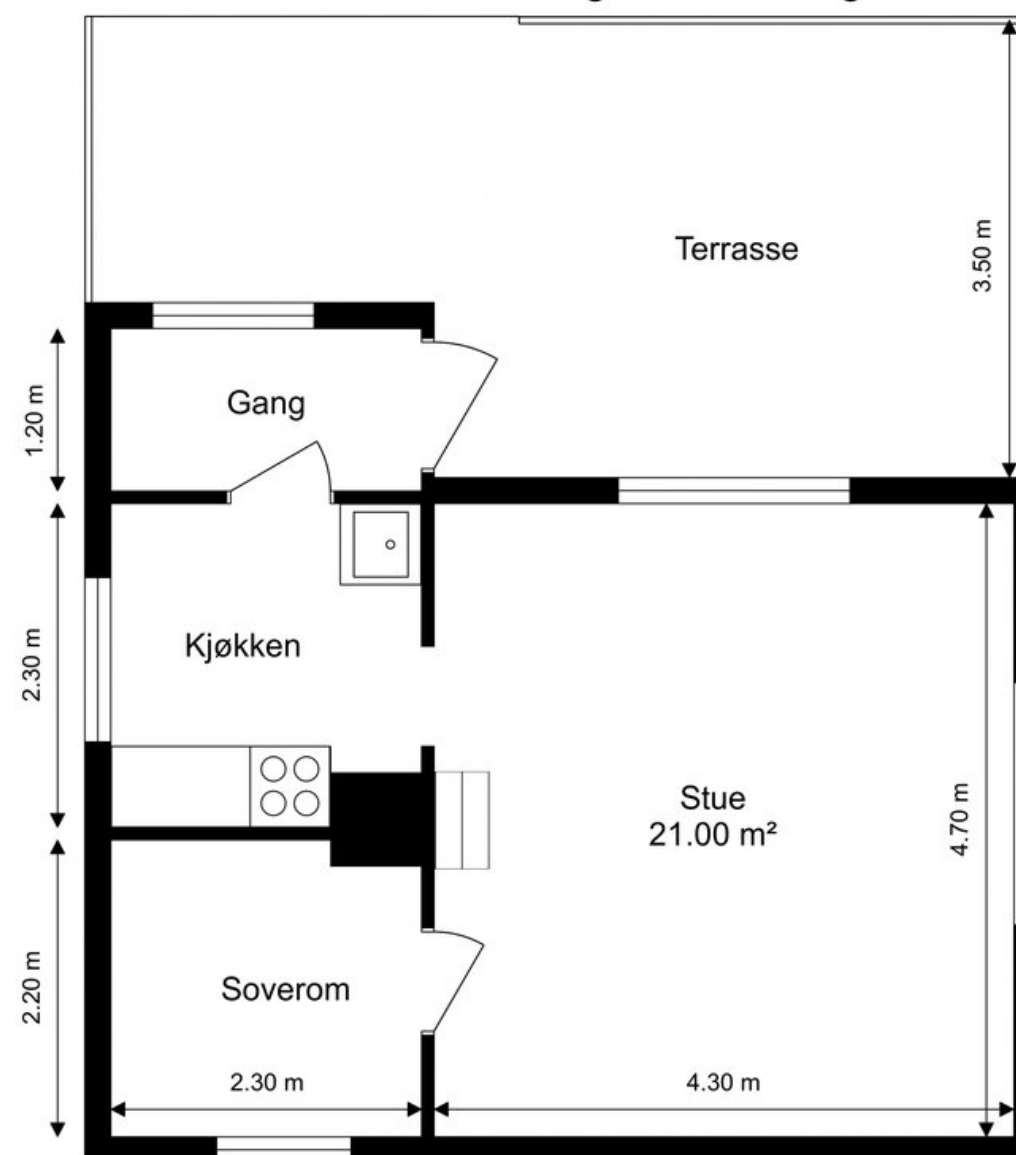 Terrasse
3.50 m
Gang
1.20 m
Kjøkken
2.30 m
Stue
21.00 m²
4.70 m
Soverom
2.20 m
2.30 m
4.30 m